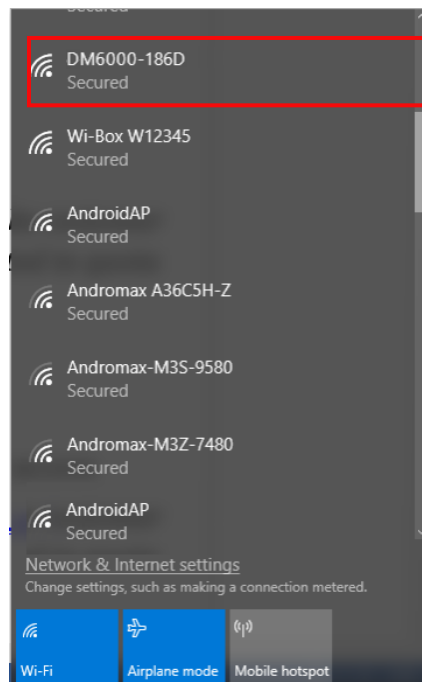 Secured
DM6000-186D
Secured
Wi-Box W12345
Secured
AndroidAP
Secured
Andromax A36C5H-Z
Secured
Andromax-M3S-9580
Secured
Andromax-M3Z-7480
Secured
AndroidAP
Secured
Network & Internet settings
Change settings, such as making a connection metered.
Wi-Fi
Airplane mode
Mobile hotspot